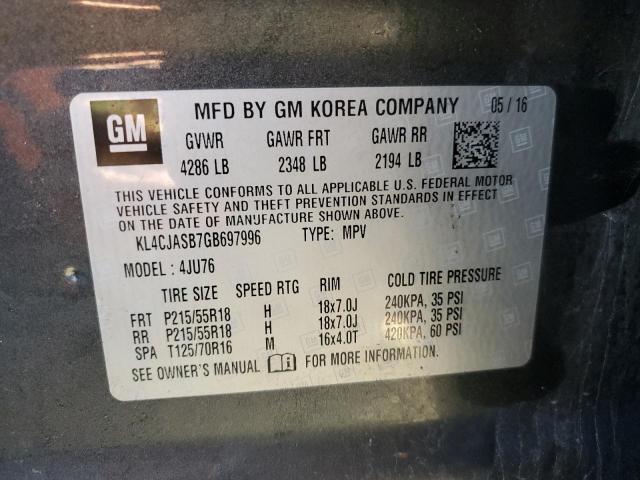 GM MFD BY GM KOREA COMPANY 05 / 16
GVWR GAWR FRT GAWR RR
4286 LB 2348 LB 2194 LB
THIS VEHICLE CONFORMS TO ALL APPLICABLE U.S. FEDERAL MOTOR
VEHICLE SAFETY AND THEFT PREVENTION STANDARDS IN EFFECT
ON THE DATE OF MANUFACTURE SHOWN ABOVE.
KL4CJASB7GB697996 TYPE: MPV
MODEL: 4JU76
TIRE SIZE SPEED RTG RIM COLD TIRE PRESSURE
FRT P215/55R18 H 18x7.0J 240KPA, 35 PSI
RR P215/55R18 H 18x7.0J 240KPA, 35 PSI
SPA T125/70R16 M 16x4.0T 420KPA, 60 PSI
SEE OWNER'S MANUAL FOR MORE INFORMATION.